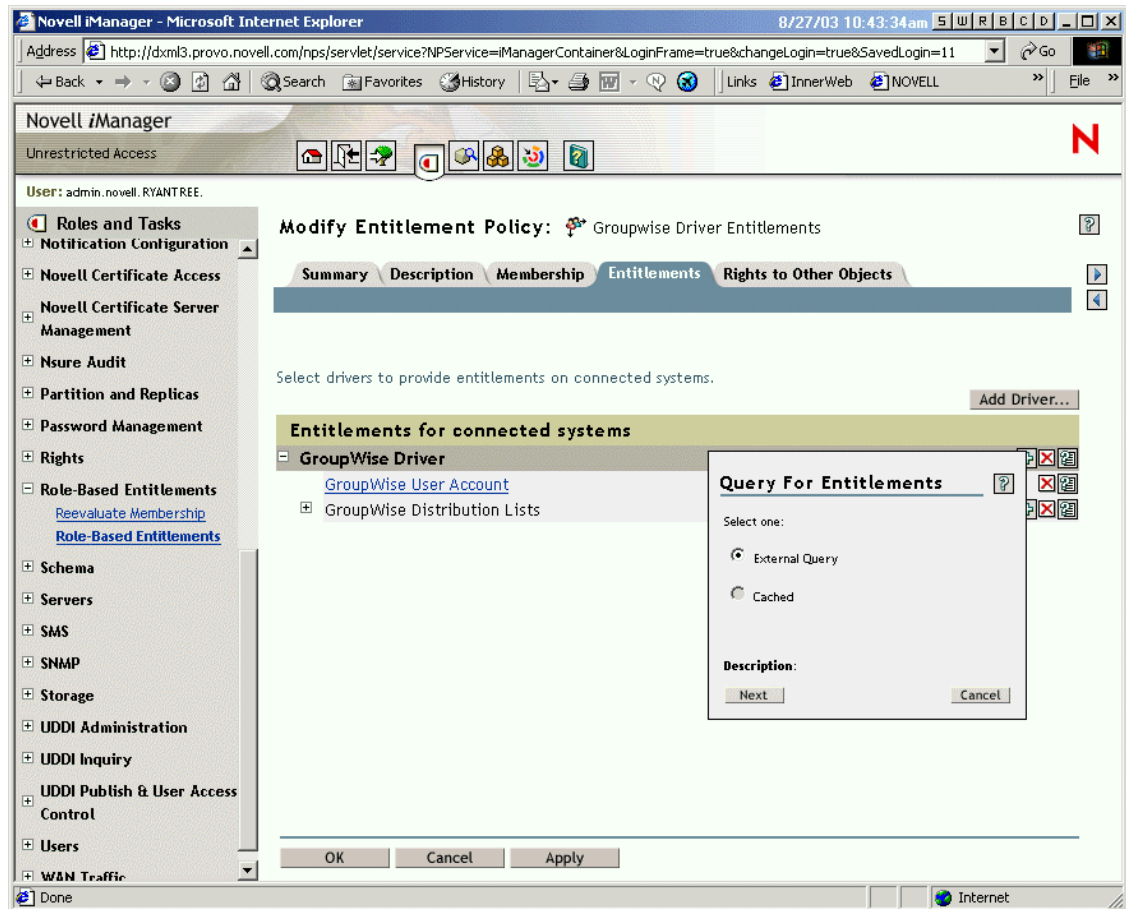 Novell iManager - Microsoft Internet Explorer
8/27/03 10:43:34am
S W R B C D
Address http://dxml3.provo.novell.com/nps/servlet/service?NPService=iManagerContainer&LoginFrame=true&changeLogin=true&SavedLogin=11
Go
Back Search Favorites History Links InnerWeb NOVELL » File »
Novell iManager
Unrestricted Access
N
User: admin.novell.RYANTREE.
Roles and Tasks
Notification Configuration
Novell Certificate Access
Novell Certificate Server
Management
Nsure Audit
Partition and Replicas
Password Management
Rights
Role-Based Entitlements
Reevaluate Membership
Role-Based Entitlements
Schema
Servers
SMS
SNMP
Storage
UDDI Administration
UDDI Inquiry
UDDI Publish & User Access
Control
Users
WAN Traffic
Modify Entitlement Policy: Groupwise Driver Entitlements
Summary Description Membership Entitlements Rights to Other Objects
Select drivers to provide entitlements on connected systems.
Add Driver...
Entitlements for connected systems
GroupWise Driver
GroupWise User Account
GroupWise Distribution Lists
Query For Entitlements
Select one:
External Query
Cached
Description:
Next Cancel
OK Cancel Apply
Done
Internet